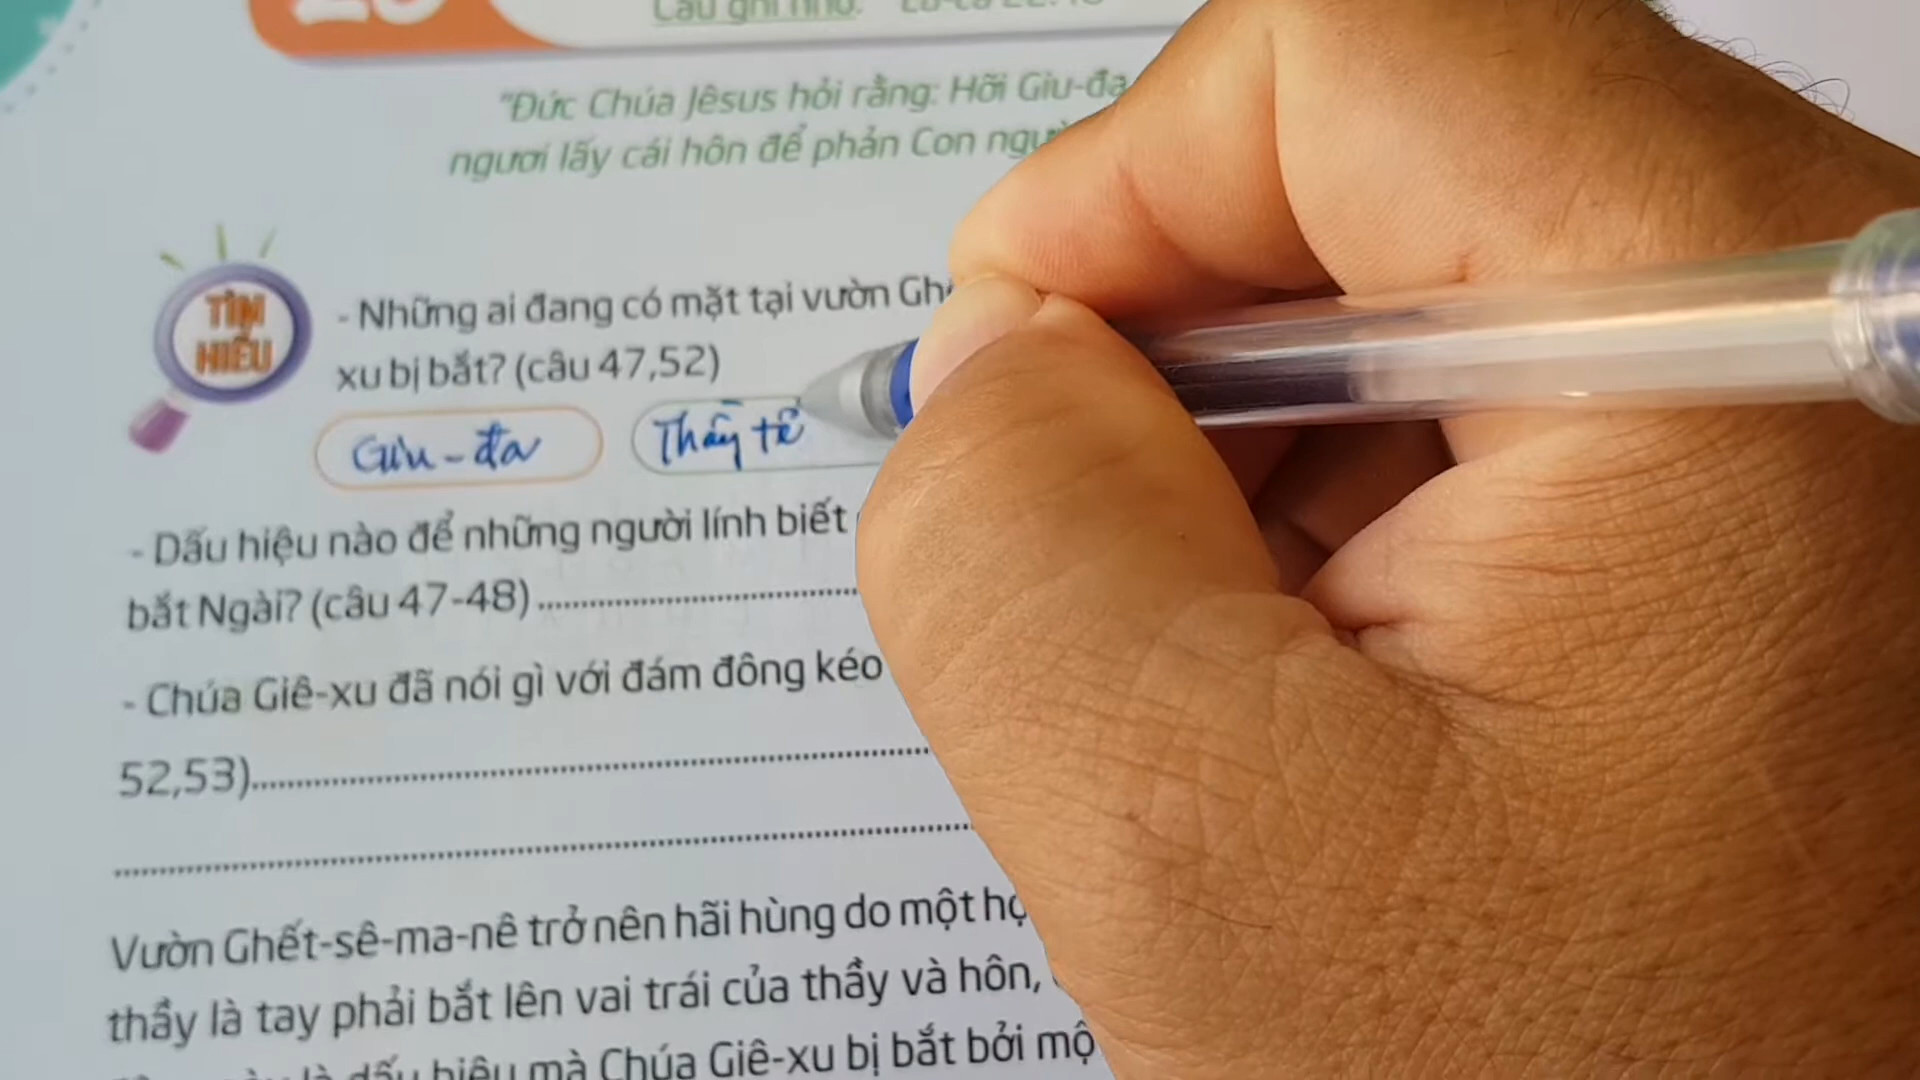 Câu ghi nhớ:
"Đức Chúa Jêsus hỏi rằng: Hỡi Giu-đa
ngươi lấy cái hôn để phản Con
TÌM
HIỂU
- Những ai đang có mặt tại vườn
xu bị bắt? (câu 47,52)
Giu-đa Thầy tế
- Dấu hiệu nào để những người lính biết
bắt Ngài? (câu 47-48)
- Chúa Giê-xu đã nói gì với đám đông kéo
52,53)
Vườn Ghết-sê-ma-nê trở nên hãi hùng do một
thầy là tay phải bắt lên vai trái của thầy và hôn,
là dấu hiệu mà Chúa Giê-xu bị bắt bởi